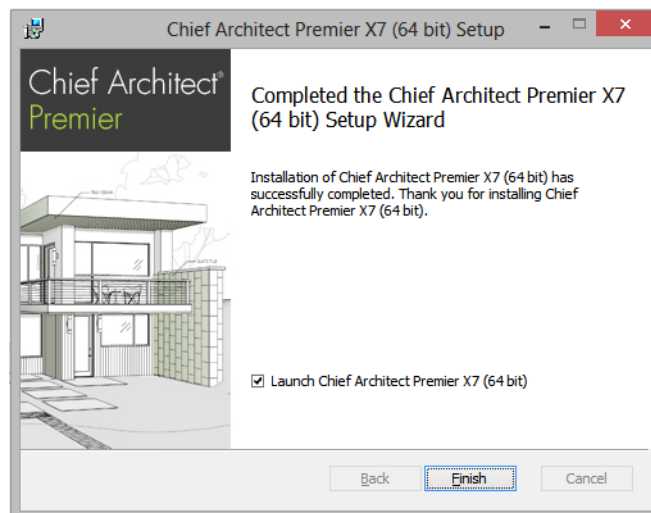 Chief Architect Premier X7 (64 bit) Setup
Chief Architect®
Premier
Completed the Chief Architect Premier X7
(64 bit) Setup Wizard
Installation of Chief Architect Premier X7 (64 bit) has
successfully completed. Thank you for installing Chief
Architect Premier X7 (64 bit).
Launch Chief Architect Premier X7 (64 bit)
Back
Finish
Cancel